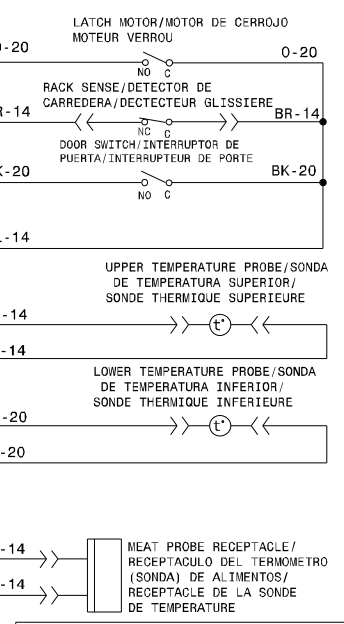 LATCH MOTOR/MOTOR DE CERROJO
MOTEUR VERROU
-20
O-20
NO C
RACK SENSE/DETECTOR DE
CARREDERA/DECTECTEUR GLISSIERE
R-14
BR-14
NC C
DOOR SWITCH/INTERRUPTOR DE
PUERTA/INTERRUPTEUR DE PORTE
K-20
BK-20
NO C
-14
UPPER TEMPERATURE PROBE/SONDA
DE TEMPERATURA SUPERIOR/
SONDE THERMIQUE SUPERIEURE
-14
t°
-14
LOWER TEMPERATURE PROBE/SONDA
DE TEMPERATURA INFERIOR/
SONDE THERMIQUE INFERIEURE
-20
t°
-20
-14
MEAT PROBE RECEPTACLE/
RECEPTACULO DEL TERMOMETRO
(SONDA) DE ALIMENTOS/
-14
RECEPTACLE DE LA SONDE
DE TEMPERATURE